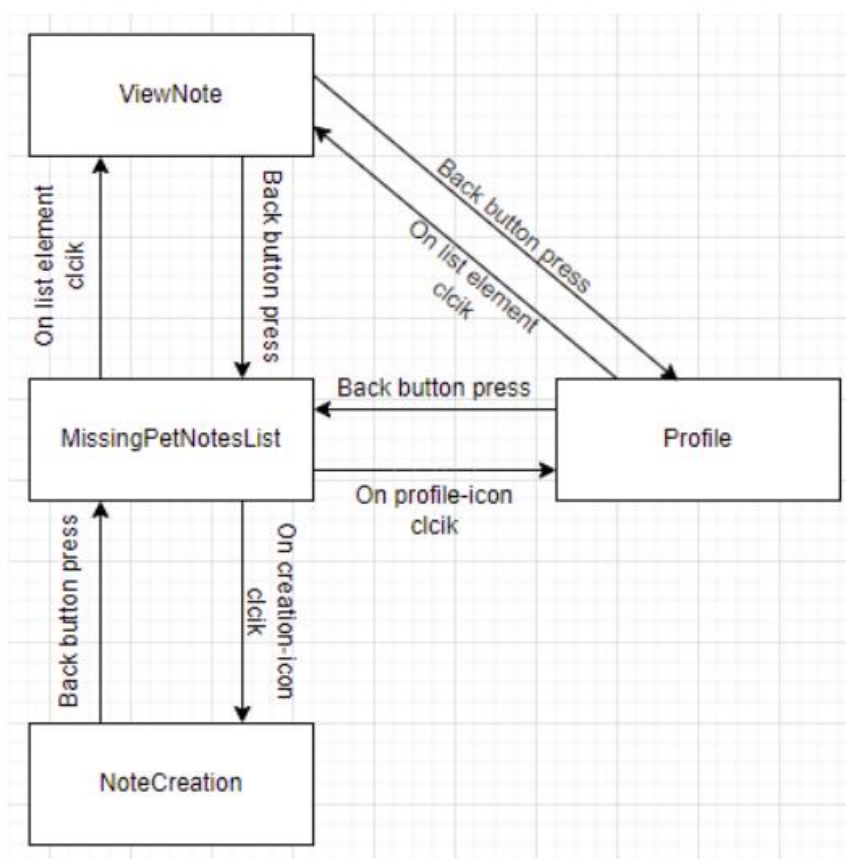 ViewNote
On list element
clcik
Back button press
Back button press
On list element
clcik
Back button press
MissingPetNotesList
Profile
On profile-icon
clcik
Back button press
On creation-icon
clcik
NoteCreation